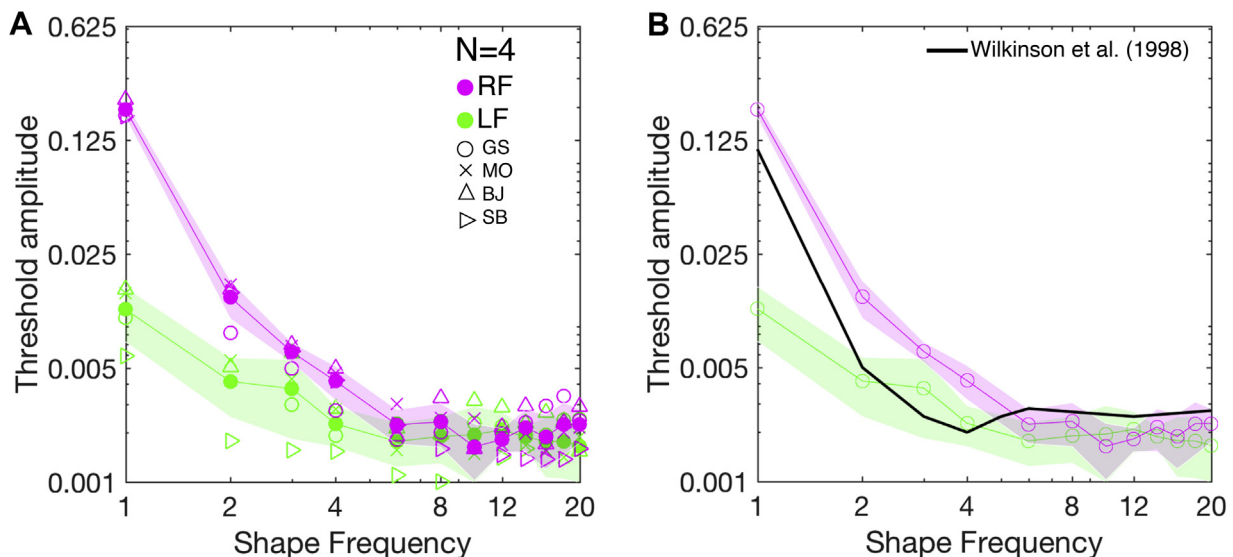 A
B
0.625
0.125
0.025
0.005
0.001
Threshold amplitude
N=4
RF
LF
GS
MO
BJ
SB
1
2
4
8
12
20
Shape Frequency
0.625
0.125
0.025
0.005
0.001
Threshold amplitude
Wilkinson et al. (1998)
1
2
4
8
12
20
Shape Frequency